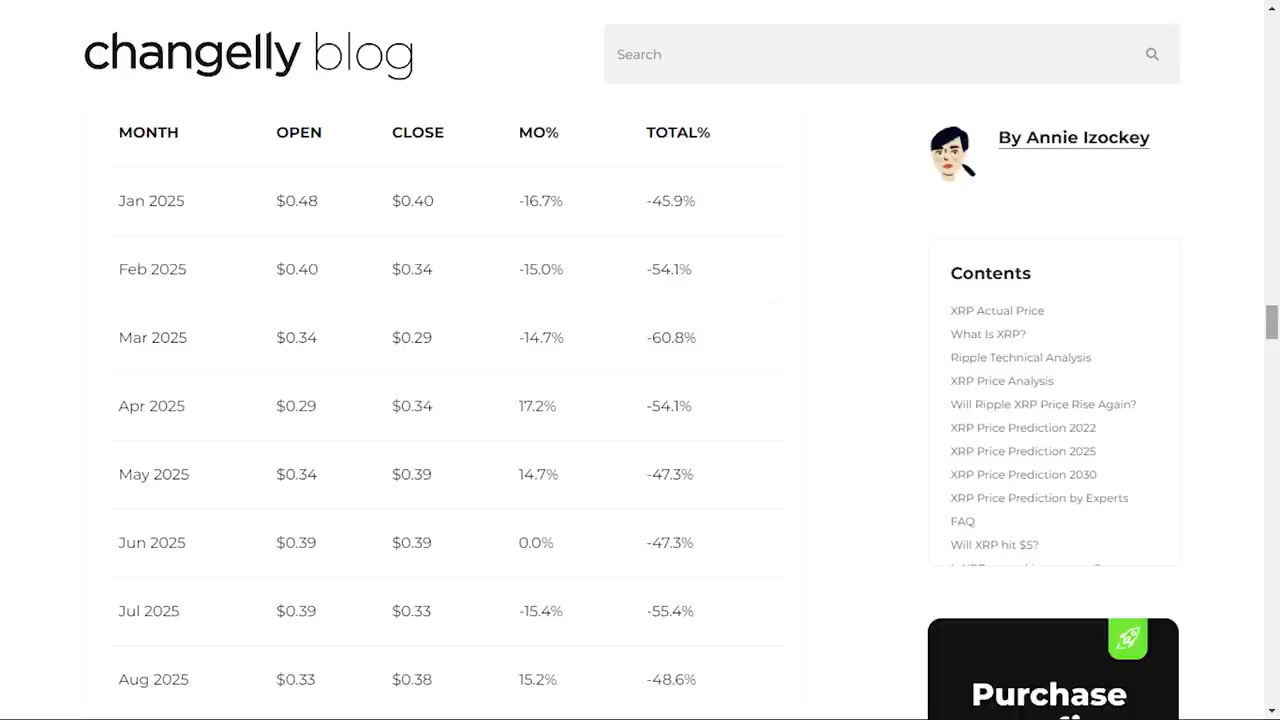 changelly blog
Search
MONTH OPEN CLOSE MO% TOTAL%
Jan 2025 $0.48 $0.40 -16.7% -45.9%
Feb 2025 $0.40 $0.34 -15.0% -54.1%
Mar 2025 $0.34 $0.29 -14.7% -60.8%
Apr 2025 $0.29 $0.34 17.2% -54.1%
May 2025 $0.34 $0.39 14.7% -47.3%
Jun 2025 $0.39 $0.39 0.0% -47.3%
Jul 2025 $0.39 $0.33 -15.4% -55.4%
Aug 2025 $0.33 $0.38 15.2% -48.6%
By Annie Izockey
Contents
XRP Actual Price
What Is XRP?
Ripple Technical Analysis
XRP Price Analysis
Will Ripple XRP Price Rise Again?
XRP Price Prediction 2022
XRP Price Prediction 2025
XRP Price Prediction 2030
XRP Price Prediction by Experts
FAQ
Will XRP hit $5?
Purchase